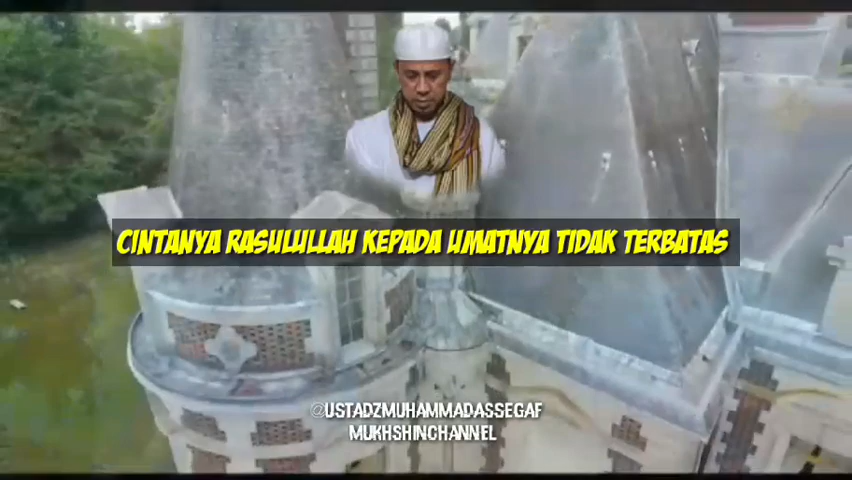 CINTANYA RASULULLAH KEPADA UMATNYA TIDAK TERBATAS
@USTADZMUHAMMADASSEGAF
MUKHSHINCHANNEL